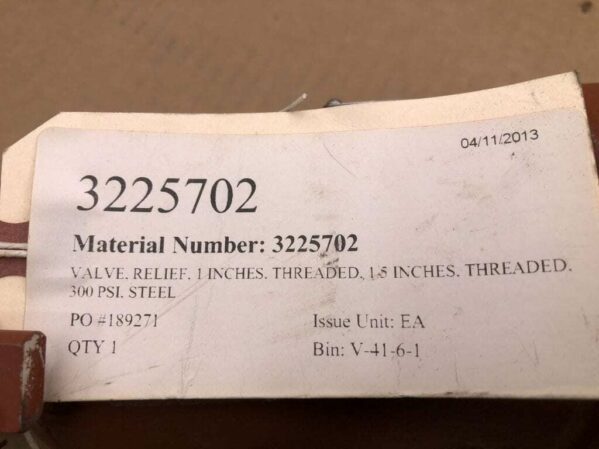 04/11/2013
3225702
Material Number: 3225702
VALVE, RELIEF, 1 INCHES, THREADED, 1.5 INCHES, THREADED,
300 PSI, STEEL
PO #189271 Issue Unit: EA
QTY 1 Bin: V-41-6-1